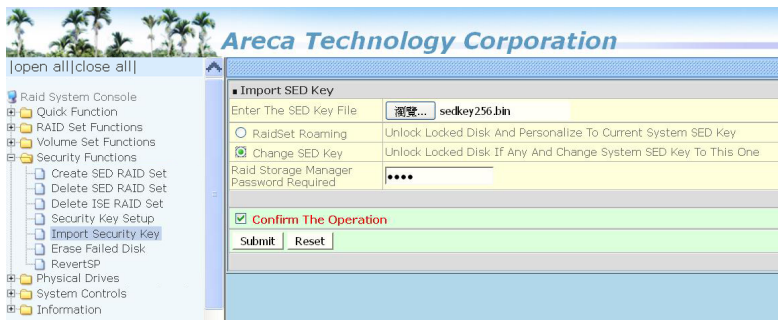 Areca Technology Corporation
|open all|close all|
Raid System Console
Quick Function
RAID Set Functions
Volume Set Functions
Security Functions
Create SED RAID Set
Delete SED RAID Set
Delete ISE RAID Set
Security Key Setup
Import Security Key
Erase Failed Disk
RevertSP
Physical Drives
System Controls
Information
Import SED Key
Enter The SED Key File 瀏覽... sedkey256.bin
RaidSet Roaming Unlock Locked Disk And Personalize To Current System SED Key
Change SED Key Unlock Locked Disk If Any And Change System SED Key To This One
Raid Storage Manager
Password Required ••••
Confirm The Operation
Submit Reset